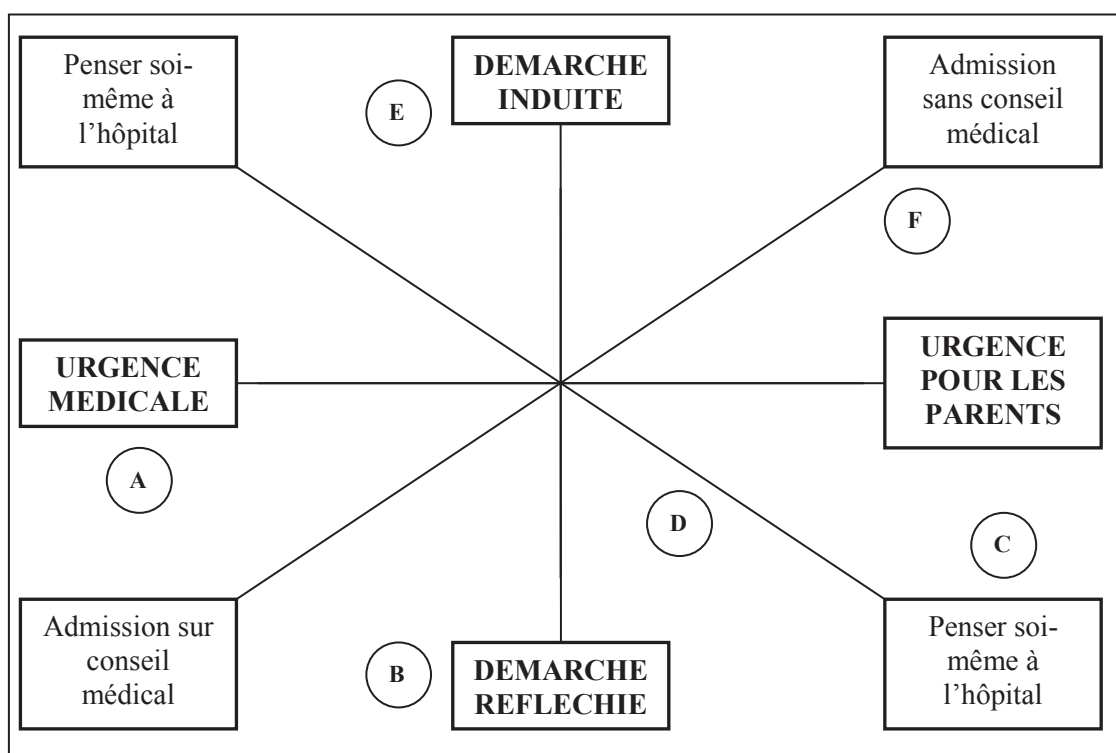 Penser soi-
même à
l’hôpital
E
DEMARCHE
INDUITE
Admission
sans conseil
médical
F
URGENCE
MEDICALE
URGENCE
POUR LES
PARENTS
A
D
C
Admission sur
conseil
médical
B
DEMARCHE
REFLECHIE
Penser soi-
même à
l’hôpital